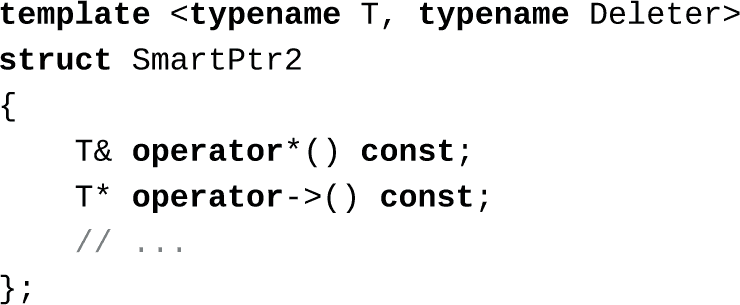 template <typename T, typename Deleter>
struct SmartPtr2
{
    T& operator*() const;
    T* operator->() const;
    // ...
};